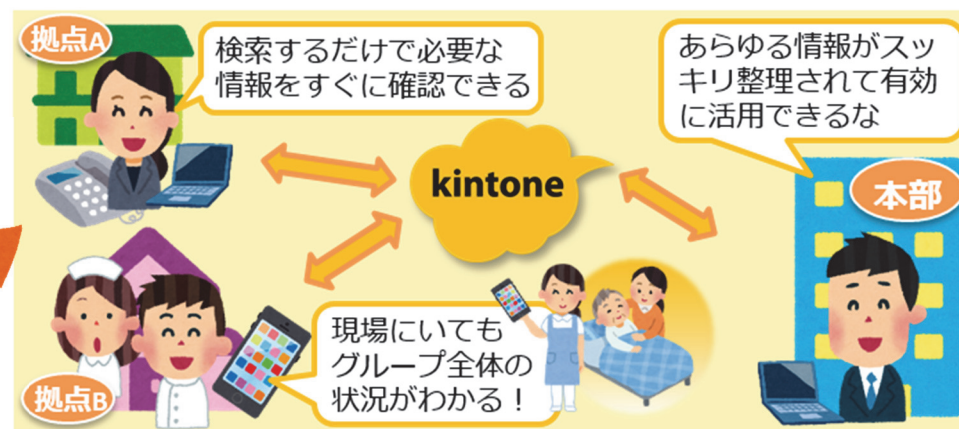 拠点A
検索するだけで必要な
情報をすぐに確認できる
あらゆる情報がスッ
キリ整理されて有効
に活用できるな
kintone
本部
現場にいても
グループ全体の
状況がわかる！
拠点B